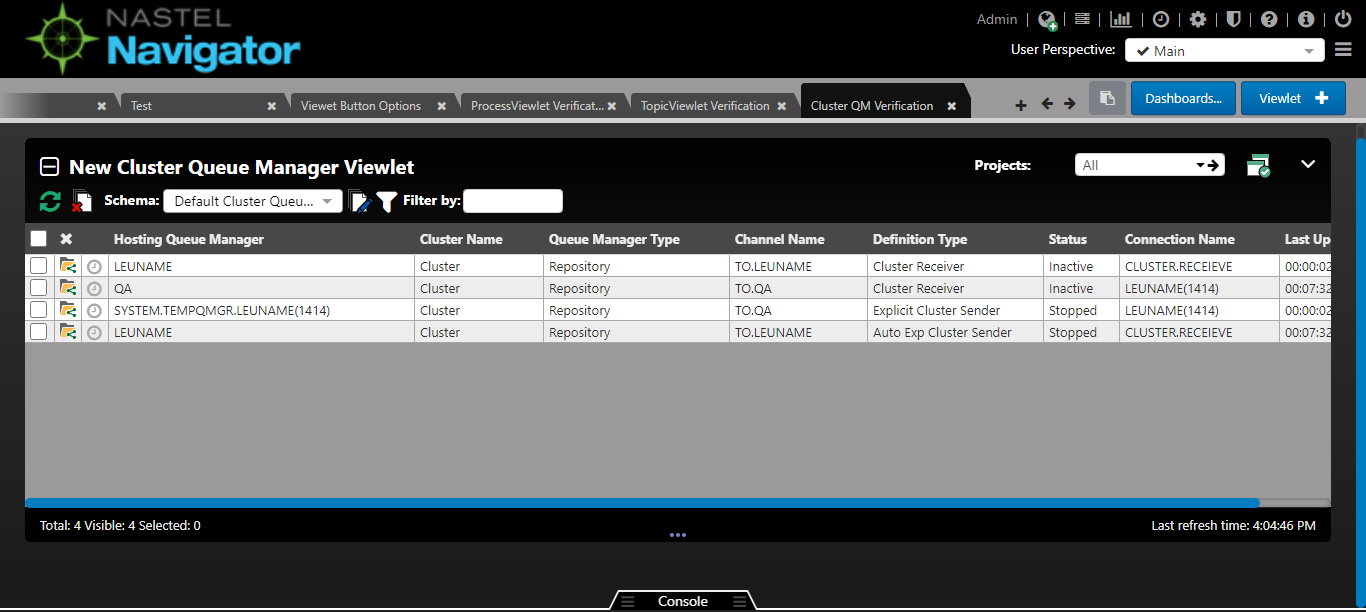 NASTEL
Navigator
Admin
User Perspective: Main
Test
Viewet Button Options
ProcessViewlet Verificat...
TopicViewlet Verification
Cluster QM Verification
Dashboards...
Viewlet
New Cluster Queue Manager Viewlet
Projects: All
Schema: Default Cluster Queu... Filter by:
Hosting Queue Manager Cluster Name Queue Manager Type Channel Name Definition Type Status Connection Name Last Up
LEUNAME Cluster Repository TO.LEUNAME Cluster Receiver Inactive CLUSTER.RECEIEVE 00:00:02
QA Cluster Repository TO.QA Cluster Receiver Inactive LEUNAME(1414) 00:07:32
SYSTEM.TEMPQMGR.LEUNAME(1414) Cluster Repository TO.QA Explicit Cluster Sender Stopped LEUNAME(1414) 00:00:02
LEUNAME Cluster Repository TO.LEUNAME Auto Exp Cluster Sender Stopped CLUSTER.RECEIEVE 00:07:32
Total: 4 Visible: 4 Selected: 0
Last refresh time: 4:04:46 PM
Console